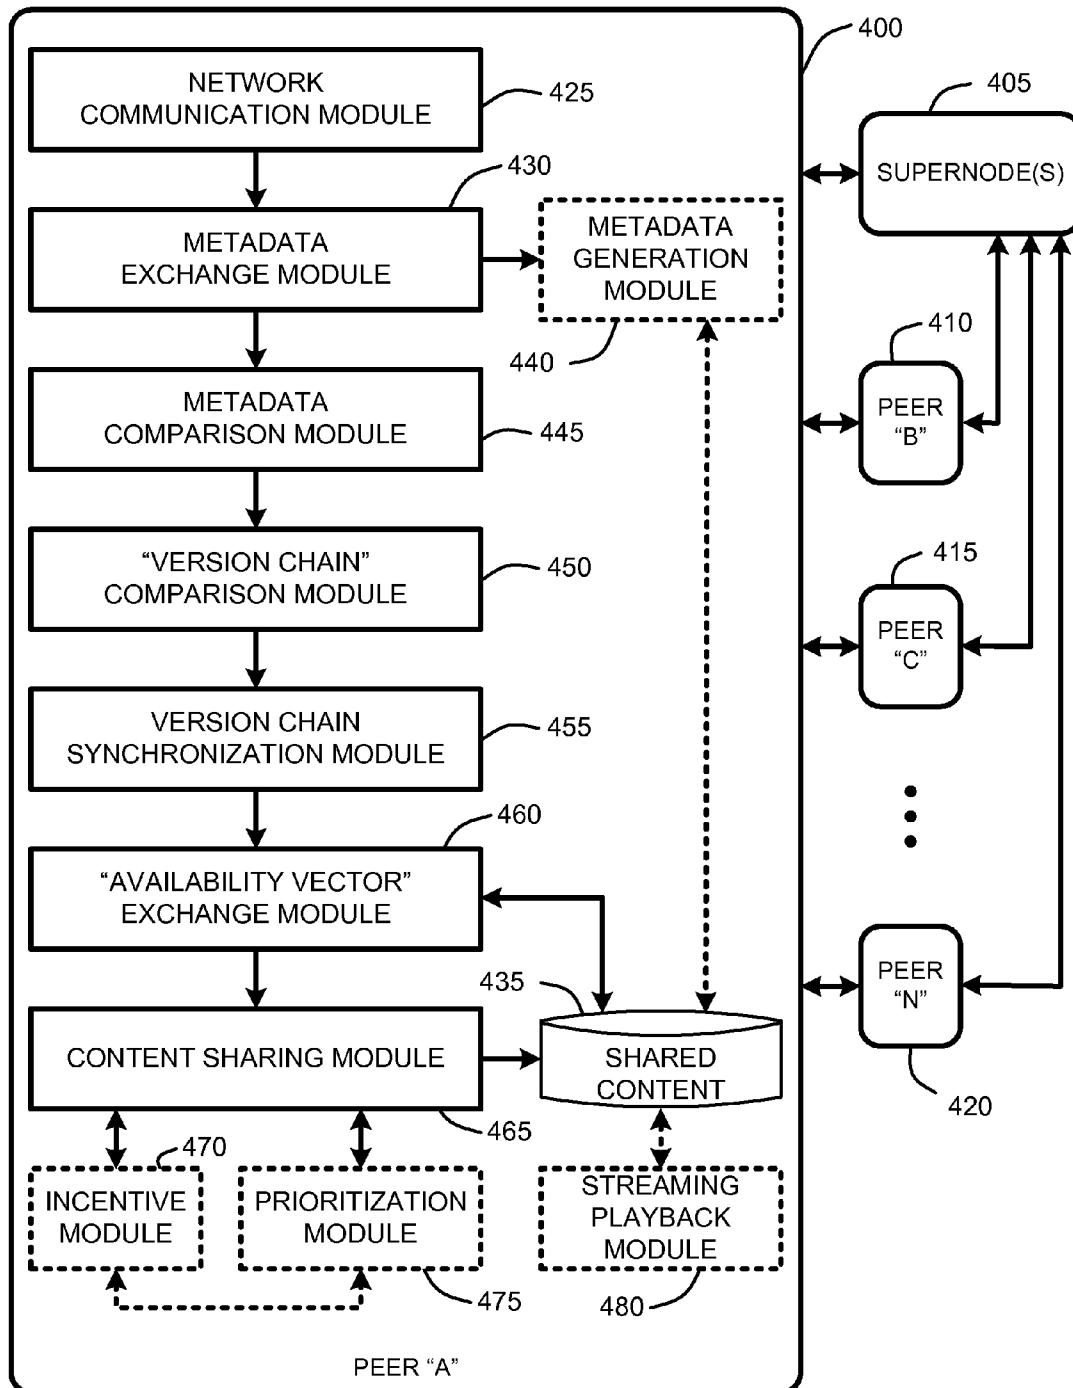 400
NETWORK
COMMUNICATION MODULE
425
405
SUPERNODE(S)
430
METADATA
EXCHANGE MODULE
METADATA
GENERATION
MODULE
440
410
PEER
“B”
METADATA
COMPARISON MODULE
445
“VERSION CHAIN”
COMPARISON MODULE
450
415
PEER
“C”
VERSION CHAIN
SYNCHRONIZATION MODULE
455
460
“AVAILABILITY VECTOR”
EXCHANGE MODULE
435
PEER
“N”
420
CONTENT SHARING MODULE
465
SHARED
CONTENT
470
INCENTIVE
MODULE
PRIORITIZATION
MODULE
475
STREAMING
PLAYBACK
MODULE
480
PEER “A”